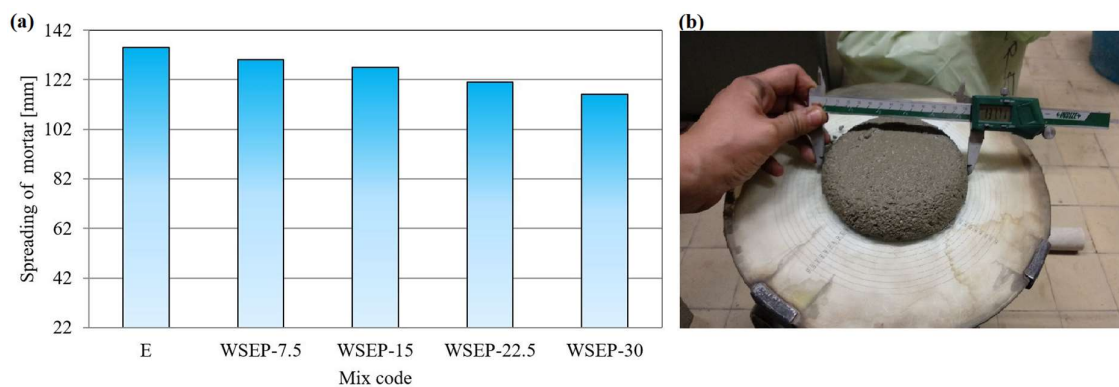 (a)
Spreading of mortar [mm]
142
122
102
82
62
42
22
E WSEP-7.5 WSEP-15 WSEP-22.5 WSEP-30
Mix code
(b)